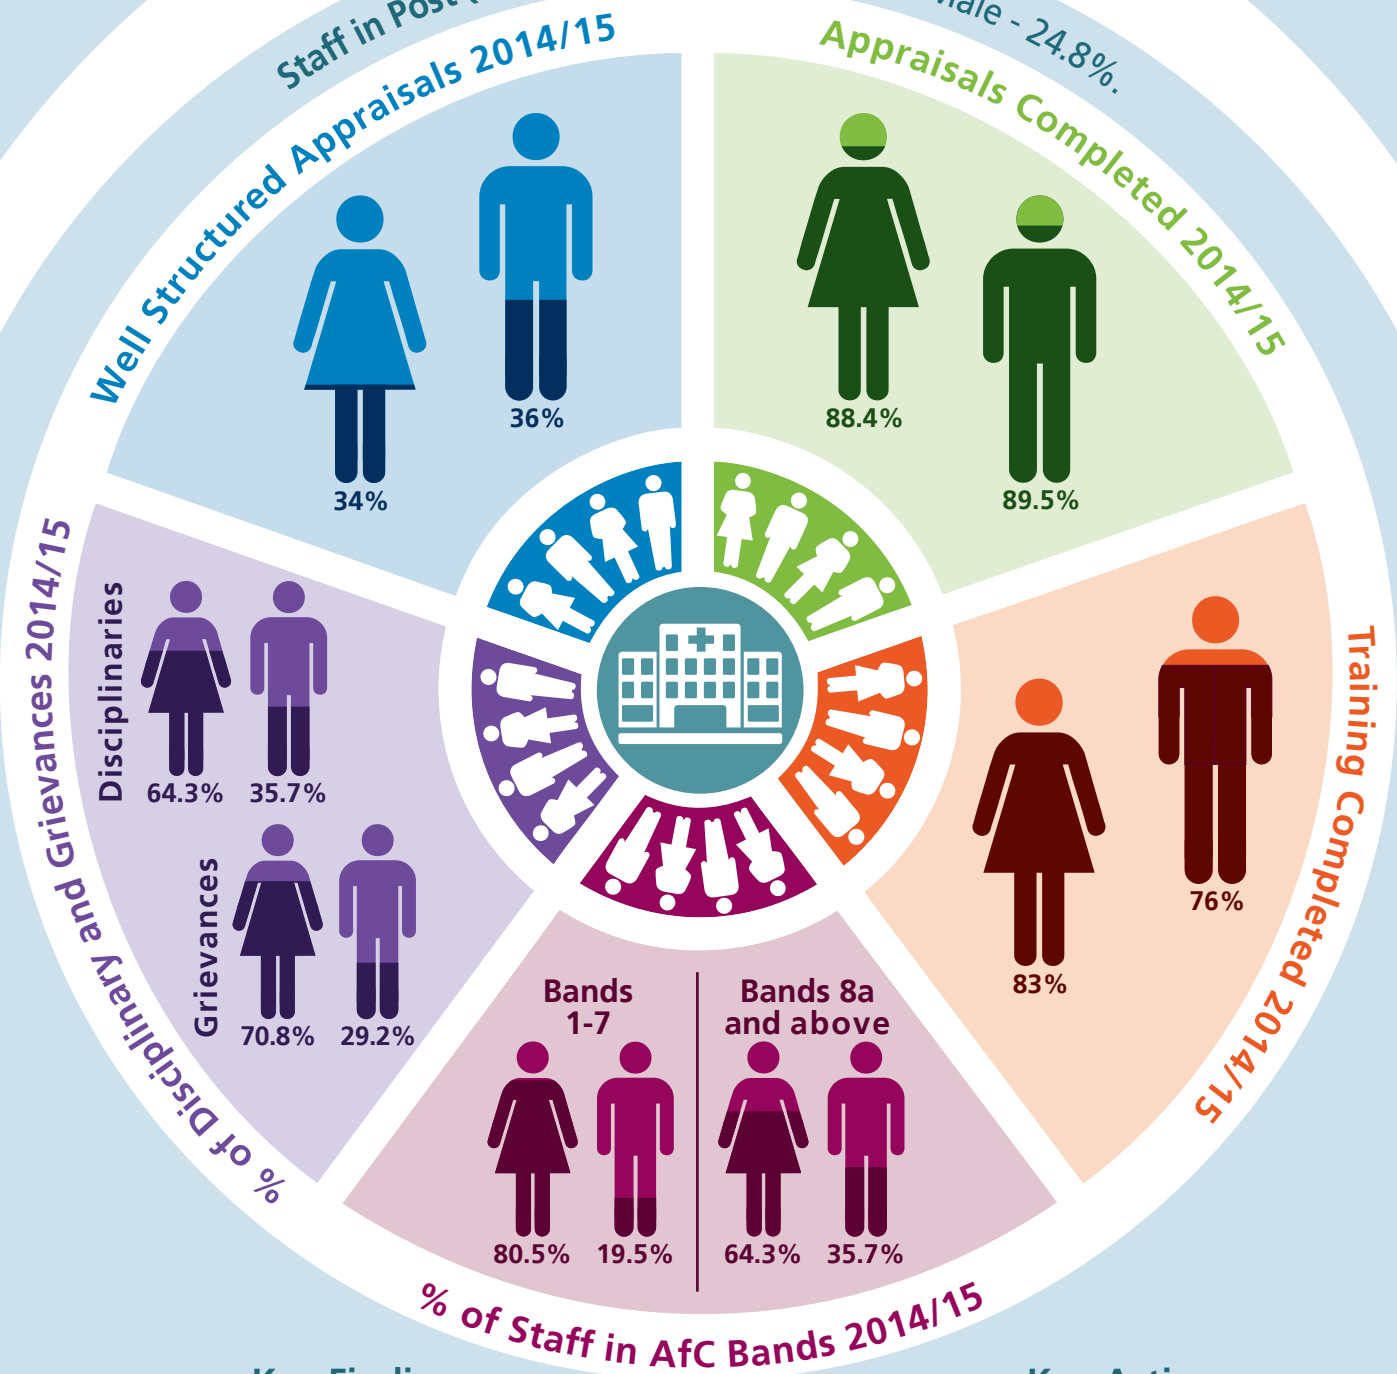 Staff in Post
male - 24.8%.
Well Structured Appraisals 2014/15
36%
34%
Appraisals Completed 2014/15
88.4%
89.5%
Training Completed 2014/15
76%
83%
% of Disciplinary and Grievances 2014/15
Disciplinaries
64.3% 35.7%
Grievances
70.8% 29.2%
Bands
1-7
80.5% 19.5%
Bands 8a
and above
64.3% 35.7%
% of Staff in AfC Bands 2014/15